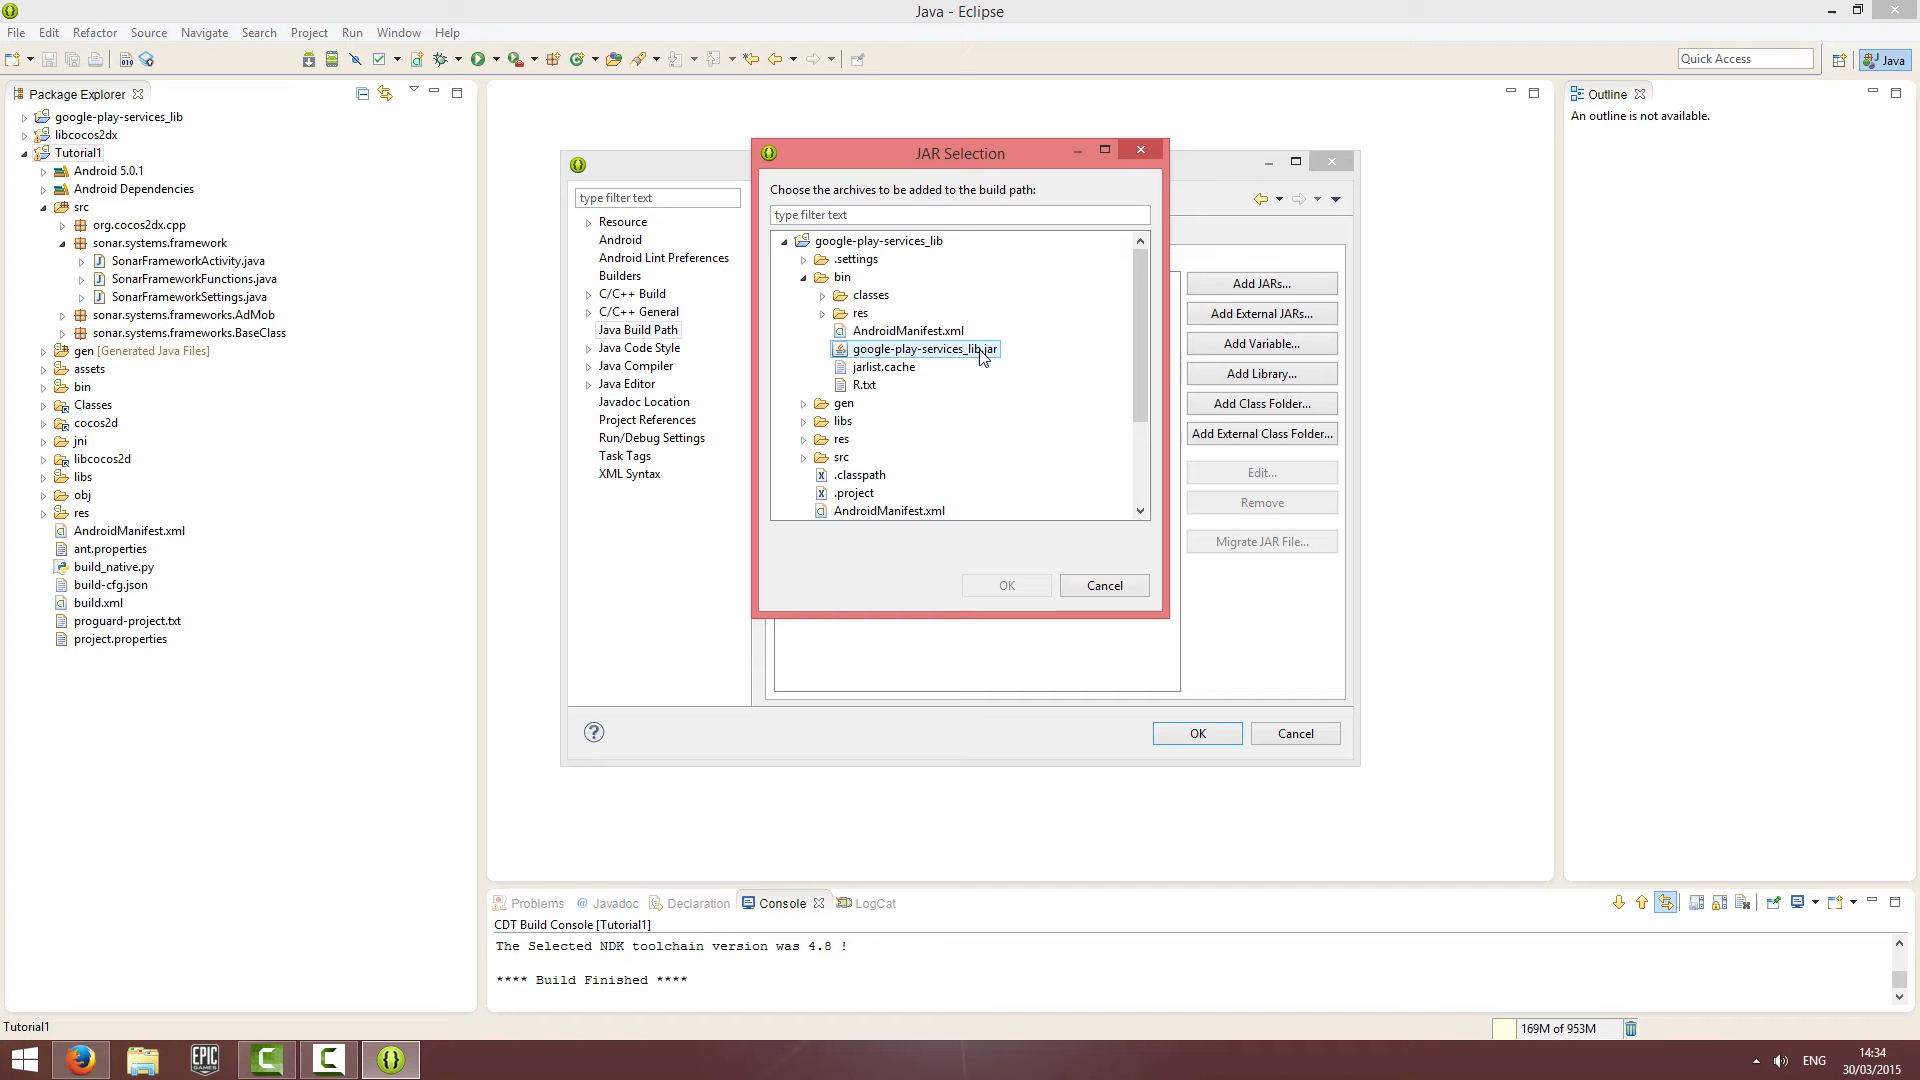 Java - Eclipse
File Edit Refactor Source Navigate Search Project Run Window Help
Quick Access
Java
Package Explorer
google-play-services_lib
libcocos2dx
Tutorial1
Android 5.0.1
Android Dependencies
src
org.cocos2dx.cpp
sonar.systems.framework
SonarFrameworkActivity.java
SonarFrameworkFunctions.java
SonarFrameworkSettings.java
sonar.systems.frameworks.AdMob
sonar.systems.frameworks.BaseClass
gen [Generated Java Files]
assets
bin
Classes
cocos2d
jni
libcocos2d
libs
obj
res
AndroidManifest.xml
ant.properties
build_native.py
build-cfg.json
build.xml
proguard-project.txt
project.properties
type filter text
Resource
Android
Android Lint Preferences
Builders
C/C++ Build
C/C++ General
Java Build Path
Java Code Style
Java Compiler
Java Editor
Javadoc Location
Project References
Run/Debug Settings
Task Tags
XML Syntax
JAR Selection
Choose the archives to be added to the build path:
type filter text
google-play-services_lib
.settings
bin
classes
res
AndroidManifest.xml
google-play-services_lib.jar
jarlist.cache
R.txt
gen
libs
res
src
.classpath
.project
AndroidManifest.xml
OK Cancel
Add JARs...
Add External JARs...
Add Variable...
Add Library...
Add Class Folder...
Add External Class Folder...
Edit...
Remove
Migrate JAR File...
OK Cancel
Outline
An outline is not available.
Problems Javadoc Declaration Console LogCat
CDT Build Console [Tutorial1]
The Selected NDK toolchain version was 4.8 !
**** Build Finished ****
Tutorial1
169M of 953M
EPIC GAMES
ENG
14:34
30/03/2015